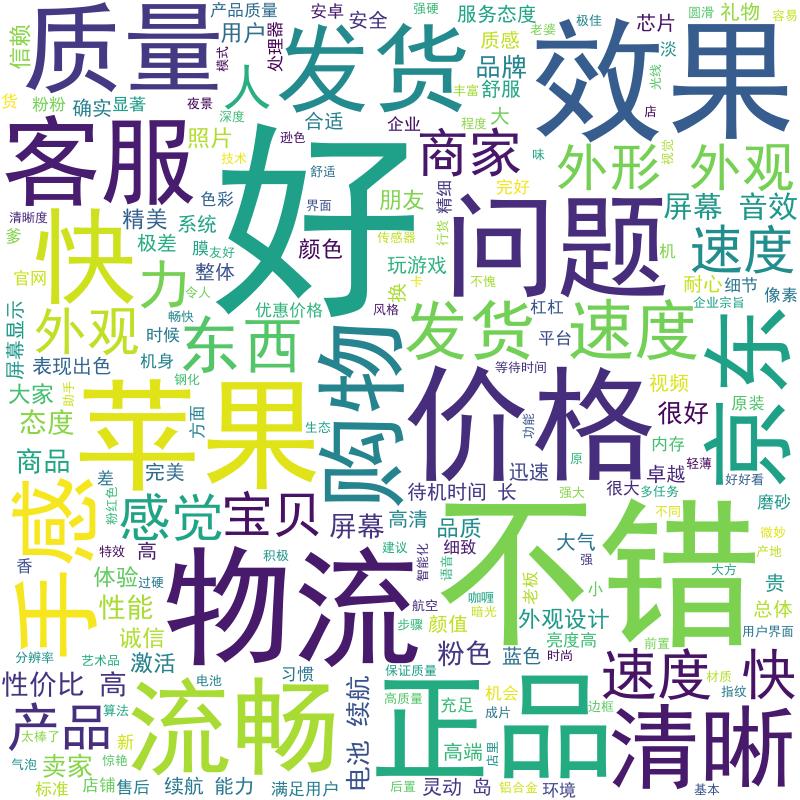 产品质量
安卓
安全
强硬
极佳
圆滑
礼物
容易
信赖
质量
用户
处理器
模式
发货
服务态度
质感
品牌
舒服
老婆
效果
芯片
淡
光线
货
粉粉
确实
显著
夜景
人
深度
丰富
大
合适
企业
程度
店
客服
照片
技术
逊色
舒适
商家
味
视觉
外形
外观
好
色彩
界面
朋友
精细
完好
屏幕
音效
清晰度
爹
快
精美
系统
极差
膜
友好
颜色
传感器
行货
问题
速度
官网
力
整体
令人
玩游戏
换
卡
不愧
机
耐心
细节
像素
屏幕显示
外观
时候
畅快
优惠价格
风格
杠杠
企业宗旨
表现出色
机身
东西
发货
平台
速度
京东
大家
助手
钢化
购物
等待时间
视频
态度
苹果
方面
生态
价格
功能
很好
原装
内存
商品
差
完美
迅速
原
卓越
轻薄
粉红色
待机时间
长
强大
很大
多任务
好好看
手感
感觉
宝贝
屏幕
高清
品质
不错
不同
磨砂
特效
高
积极
建议
智能化
细致
大气
微妙
香
体验
过硬
物流
语音
强
大方
产地
性能
航空
咖喱
老板
小
贵
诚信
步骤
颜值
暗光
外观设计
总体
激活
粉色
蓝色
亮度高
前置
用户界面
分辨率
艺术品
习惯
时尚
性价比
高
电池
流畅
电池
续航
保证质量
正品
机会
速度
快
材质
指纹
产品
算法
高质量
充足
成片
边框
清晰
太棒了
新
高端
店里
气泡
卖家
惊艳
标准
店铺
售后
续航
能力
满足用户
后置
灵动
岛
铝合金
环境
基本